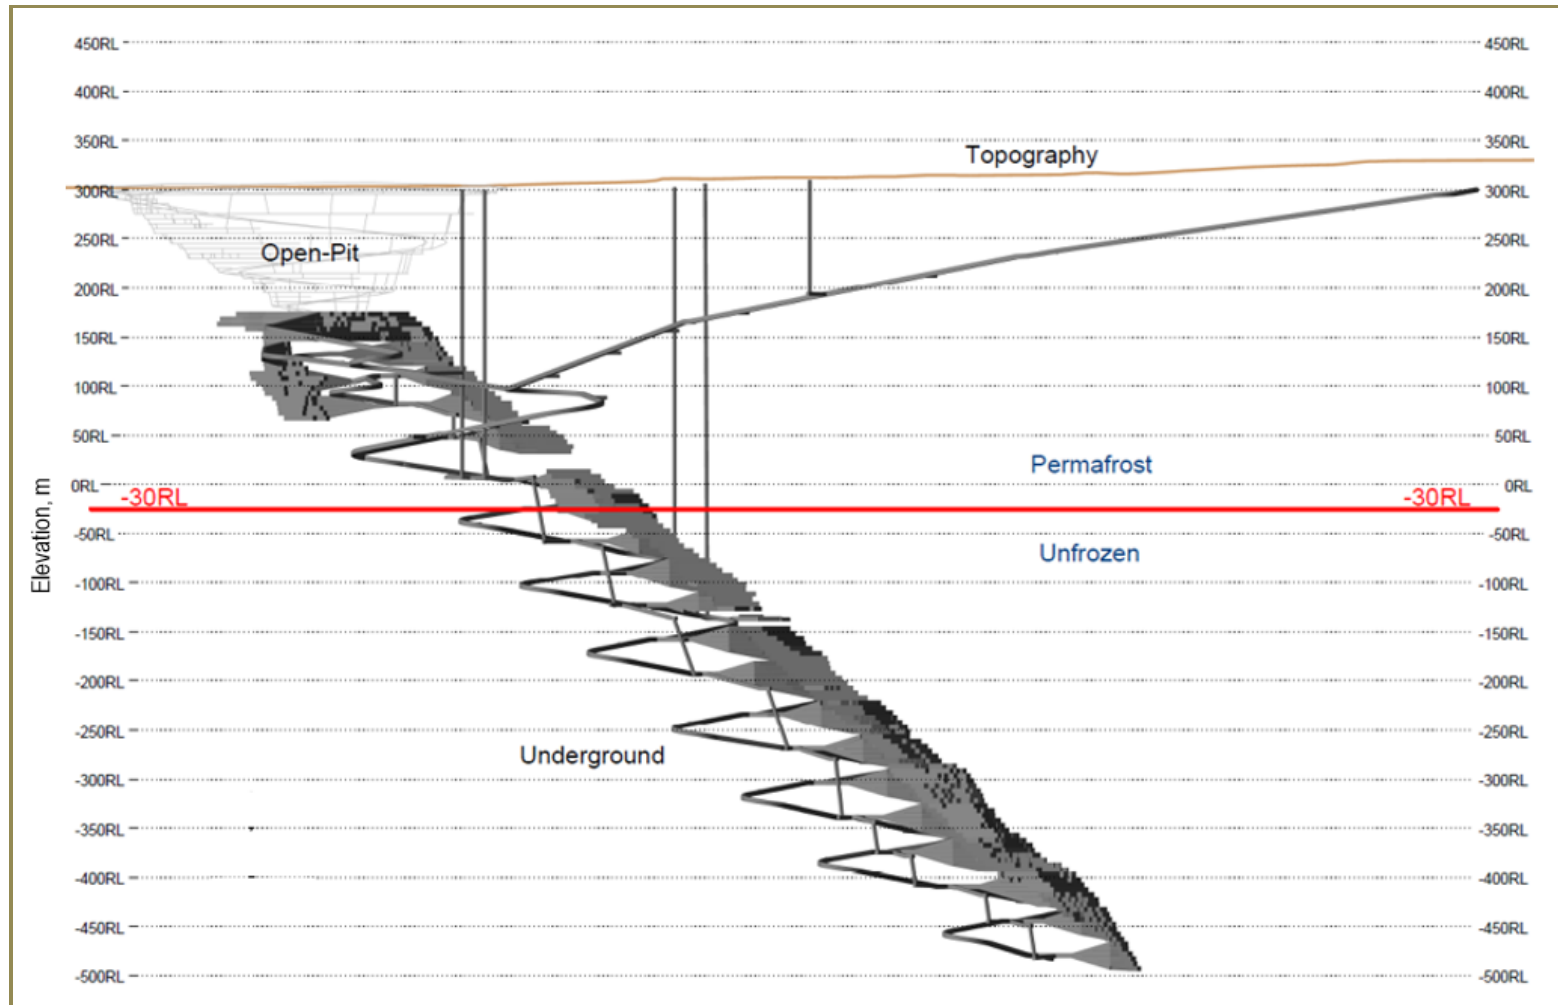 450RL 450RL
400RL 400RL
350RL 350RL
Topography
300RL 300RL
250RL 250RL
Open-Pit
200RL 200RL
150RL 150RL
100RL 100RL
50RL 50RL
Permafrost
0RL 0RL
-30RL -30RL
-50RL -50RL
Unfrozen
Elevation, m
-100RL -100RL
-150RL -150RL
-200RL -200RL
-250RL -250RL
Underground
-300RL -300RL
-350RL -350RL
-400RL -400RL
-450RL -450RL
-500RL -500RL